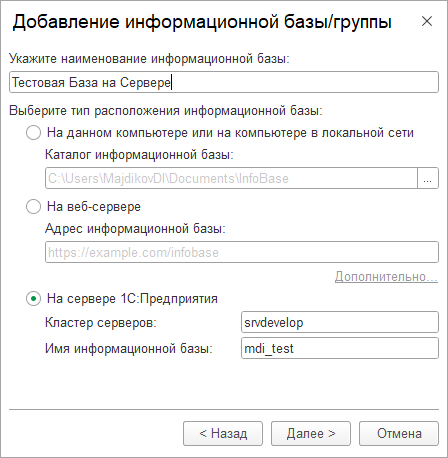 Добавление информационной базы/группы
Укажите наименование информационной базы:
Тестовая База на Сервере
Выберите тип расположения информационной базы:
На данном компьютере или на компьютере в локальной сети
Каталог информационной базы:
C:\Users\MajdikovDI\Documents\InfoBase ...
На веб-сервере
Адрес информационной базы:
https://example.com/infobase
Дополнительно...
На сервере 1С:Предприятия
Кластер серверов: srvdevelop
Имя информационной базы: mdi_test
< Назад Далее > Отмена